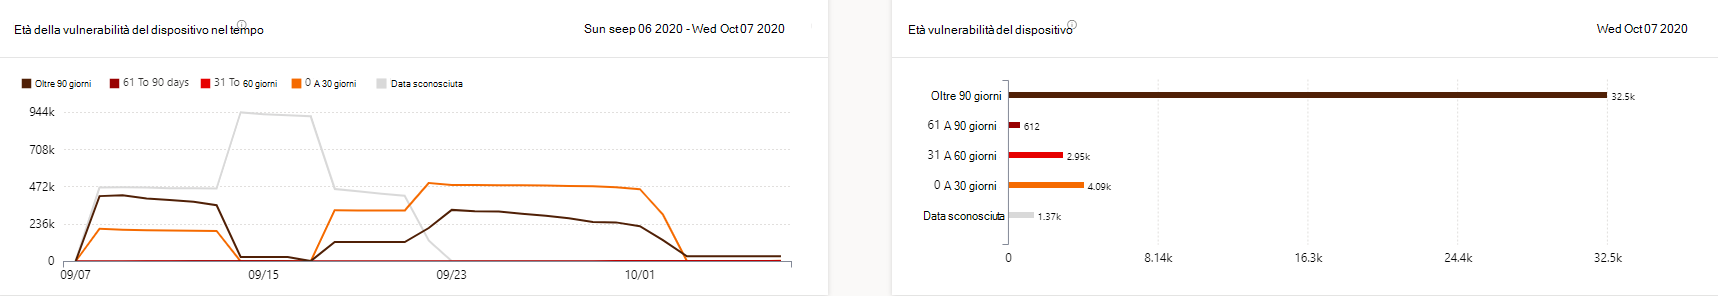 Età della vulnerabilità del dispositivo nel tempo
Sun seep 06 2020 - Wed Oct 07 2020
Oltre 90 giorni
61 To 90 days
31 To 60 giorni
0 A 30 giorni
Data sconosciuta
944k
708k
472k
236k
0
09/07
09/15
09/23
10/01
Età vulnerabilità del dispositivo
Wed Oct 07 2020
Oltre 90 giorni
32.5k
61 A 90 giorni
612
31 A 60 giorni
2.95k
0 A 30 giorni
4.09k
Data sconosciuta
1.37k
0
8.14k
16.3k
24.4k
32.5k